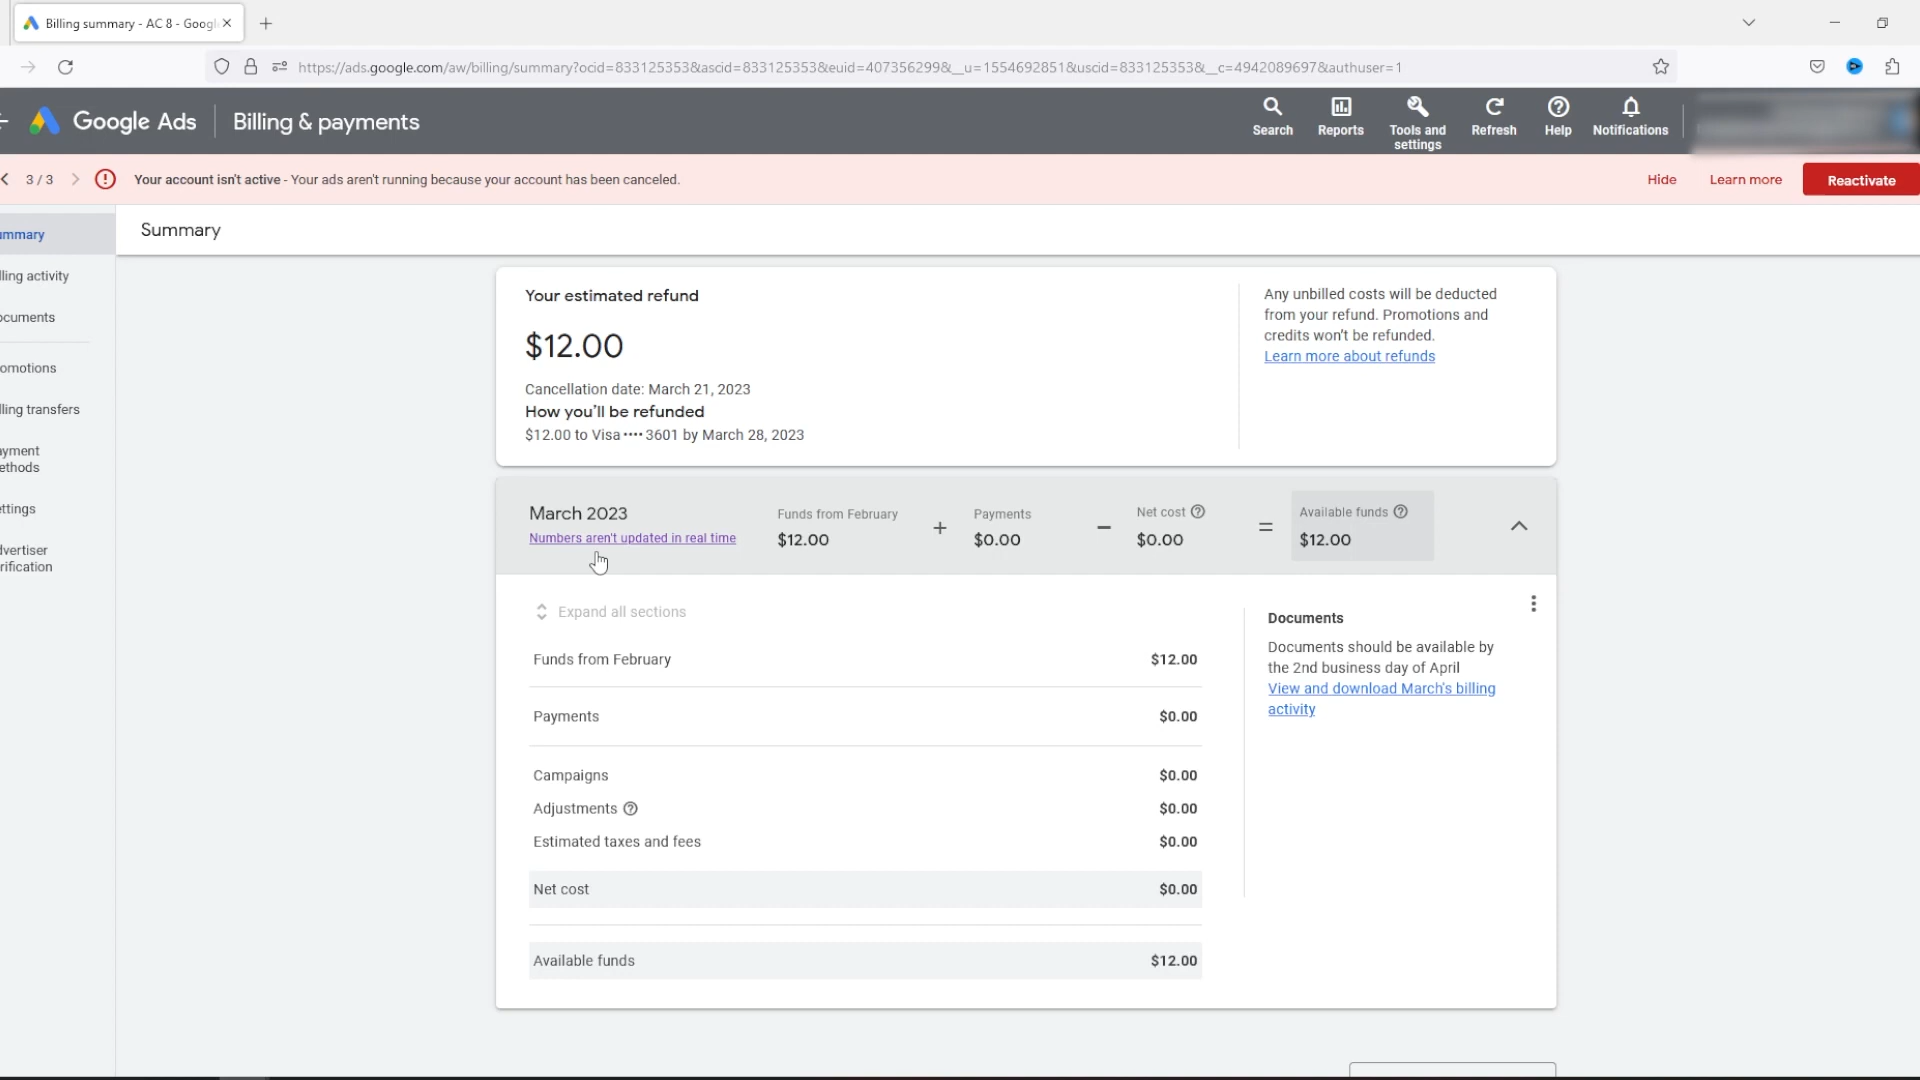 Billing summary - AC 8 - Googl
https://ads.google.com/aw/billing/summary?ocid=833125353&ascid=833125353&euid=407356299&__u=1554692851&uscid=833125353&__c=4942089697&authuser=1
Google Ads
Billing & payments
Search
Reports
Tools and
settings
Refresh
Help
Notifications
3 / 3
Your account isn't active - Your ads aren't running because your account has been canceled.
Hide
Learn more
Reactivate
ummary
lling activity
ocuments
omotions
lling transfers
ayment
ethods
ettings
dvertiser
rification
Summary
Your estimated refund
$12.00
Cancellation date: March 21, 2023
How you'll be refunded
$12.00 to Visa •••• 3601 by March 28, 2023
Any unbilled costs will be deducted
from your refund. Promotions and
credits won't be refunded.
Learn more about refunds
March 2023
Numbers aren't updated in real time
Funds from February
$12.00
+
Payments
$0.00
−
Net cost
$0.00
=
Available funds
$12.00
Expand all sections
Funds from February $12.00
Payments $0.00
Campaigns $0.00
Adjustments $0.00
Estimated taxes and fees $0.00
Net cost $0.00
Available funds $12.00
Documents
Documents should be available by
the 2nd business day of April
View and download March's billing
activity